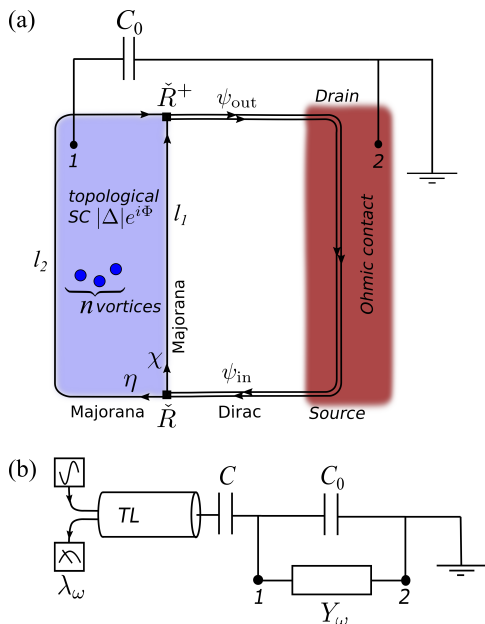 (a)
C₀
Ř⁺
ψout
Drain
1
2
topological
SC |Δ|e^{iΦ}
l₁
l₂
n vortices
Majorana
Ohmic contact
χ
η
ψin
Majorana
Ř
Dirac
Source
(b)
TL
C
C₀
λω
1
2
Yω